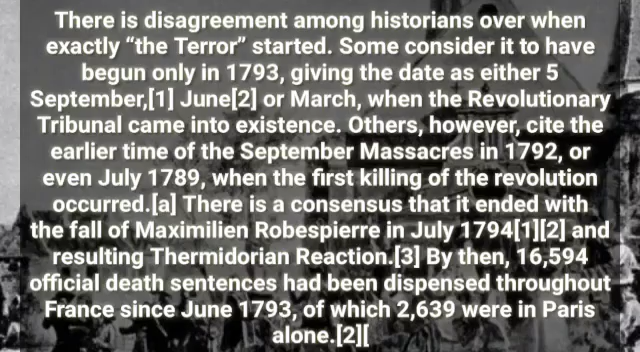 There is disagreement among historians over when
exactly “the Terror” started. Some consider it to have
begun only in 1793, giving the date as either 5
September,[1] June[2] or March, when the Revolutionary
Tribunal came into existence. Others, however, cite the
earlier time of the September Massacres in 1792, or
even July 1789, when the first killing of the revolution
occurred.[a] There is a consensus that it ended with
the fall of Maximilien Robespierre in July 1794[1][2] and
resulting Thermidorian Reaction.[3] By then, 16,594
official death sentences had been dispensed throughout
France since June 1793, of which 2,639 were in Paris
alone.[2][